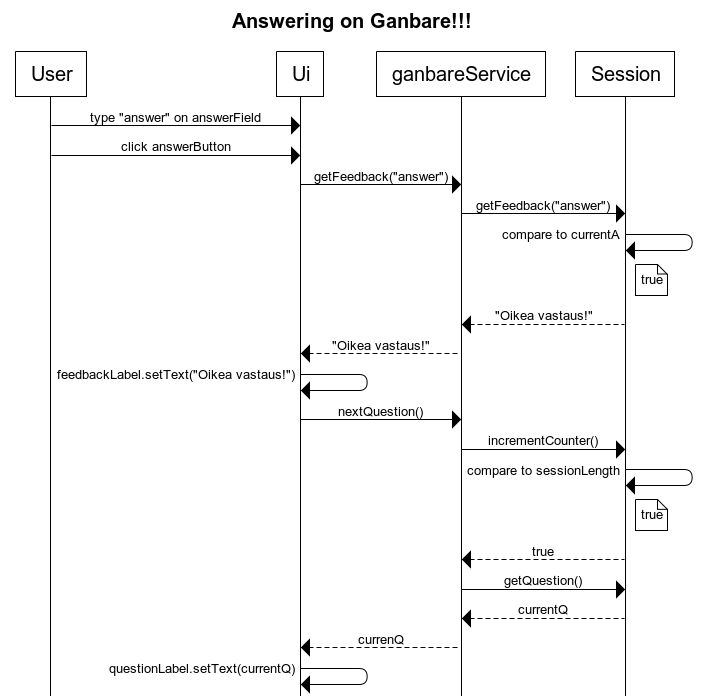 Answering on Ganbare!!!
User
Ui
ganbareService
Session
type "answer" on answerField
click answerButton
getFeedback("answer")
getFeedback("answer")
compare to currentA
true
"Oikea vastaus!"
"Oikea vastaus!"
feedbackLabel.setText("Oikea vastaus!")
nextQuestion()
incrementCounter()
compare to sessionLength
true
true
getQuestion()
currentQ
currenQ
questionLabel.setText(currentQ)